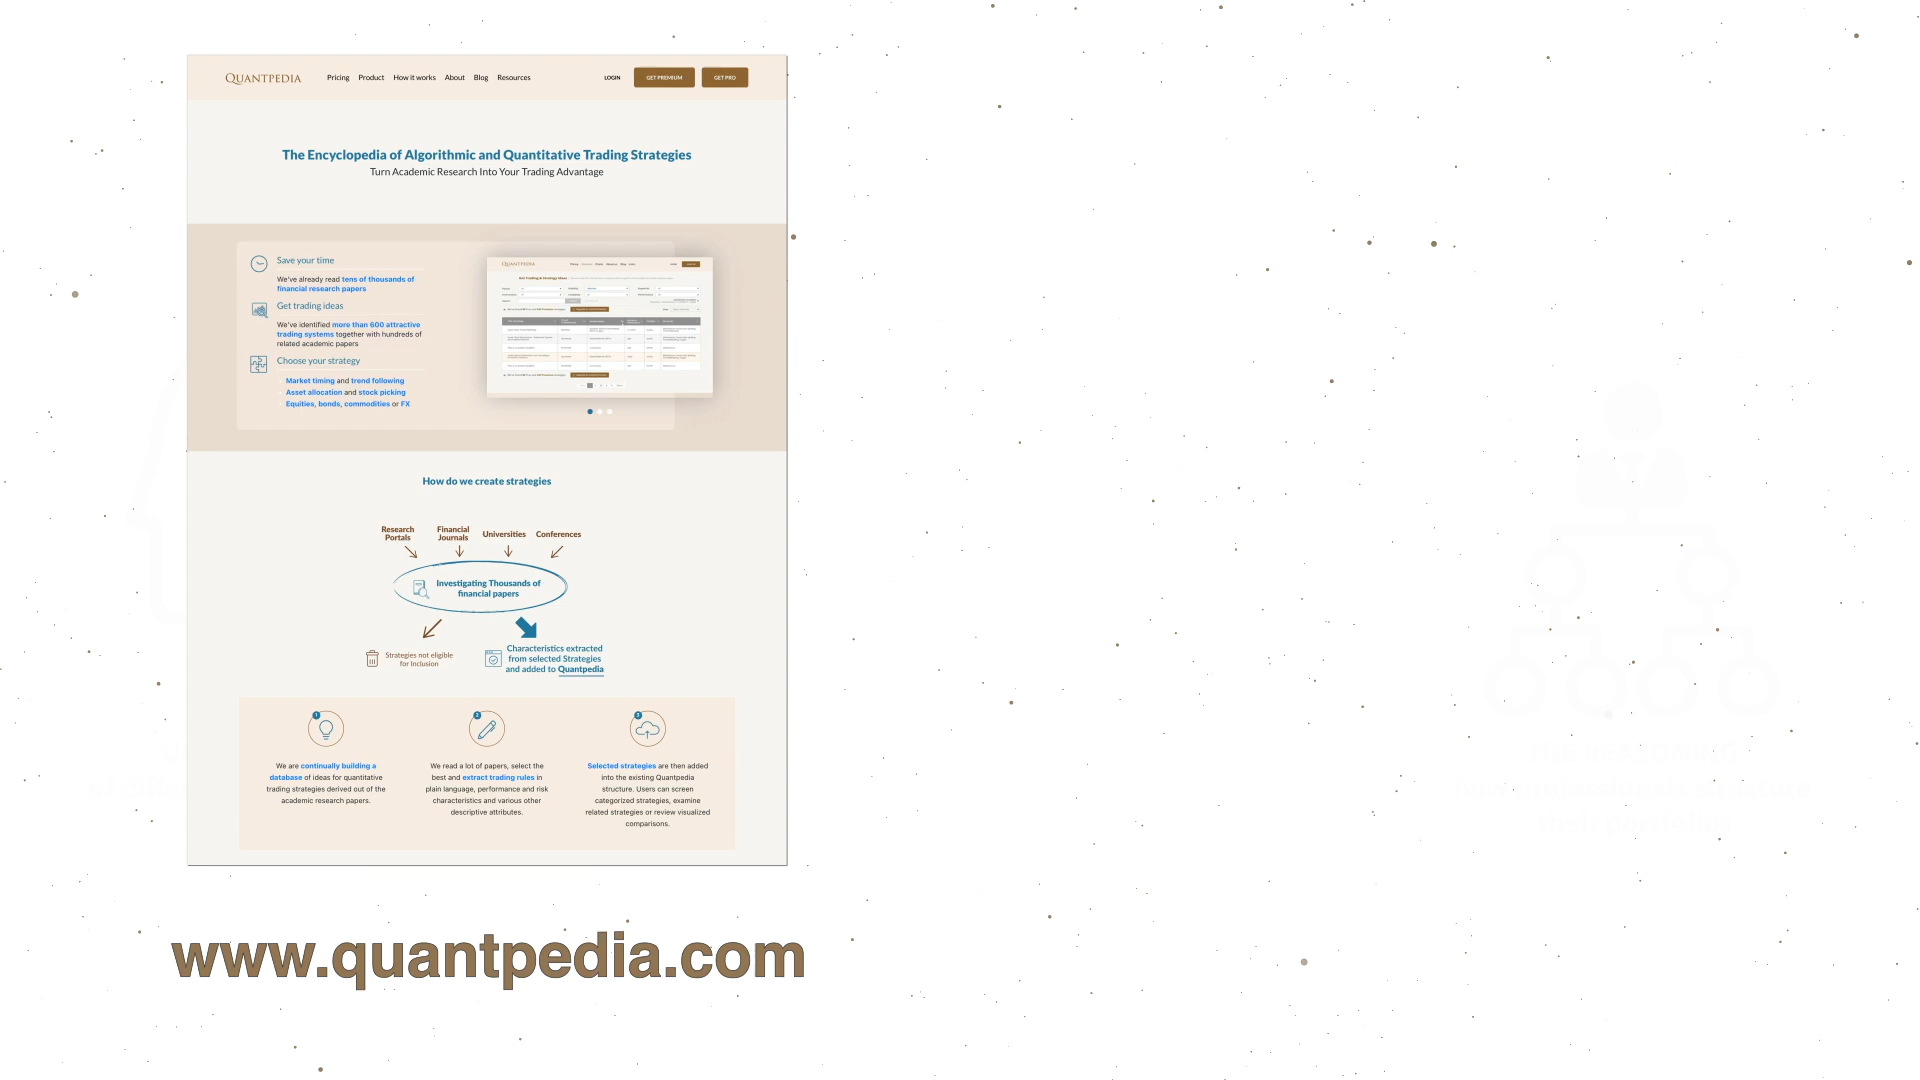 QUANTPEDIA
Pricing Product How it works About Blog Resources
LOGIN
GET PREMIUM
GET PRO
The Encyclopedia of Algorithmic and Quantitative Trading Strategies
Turn Academic Research Into Your Trading Advantage
Save your time
We've already read tens of thousands of
financial research papers
Get trading ideas
We've identified more than 600 attractive
trading systems together with hundreds of
related academic papers
Choose your strategy
Market timing and trend following
Asset allocation and stock picking
Equities, bonds, commodities or FX
QUANTPEDIA
How do we create strategies
Research
Portals
Financial
Journals
Universities
Conferences
Investigating Thousands of
financial papers
Strategies not eligible
for Inclusion
Characteristics extracted
from selected Strategies
and added to Quantpedia
1
We are continually building a
database of ideas for quantitative
trading strategies derived out of the
academic research papers.
2
We read a lot of papers, select the
best and extract trading rules in
plain language, performance and risk
characteristics and various other
descriptive attributes.
3
Selected strategies are then added
into the existing Quantpedia
structure. Users can screen
categorized strategies, examine
related strategies or review visualized
comparisons.
www.quantpedia.com